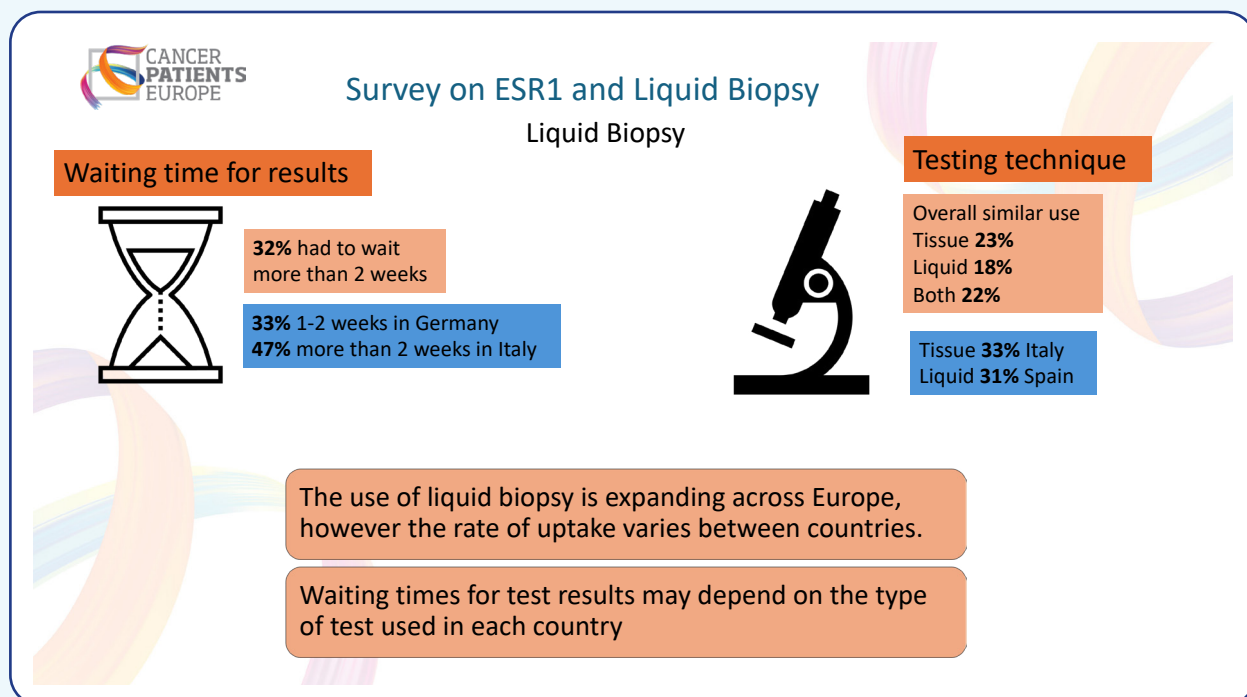 CANCER
PATIENTS
EUROPE
Survey on ESR1 and Liquid Biopsy
Liquid Biopsy
Waiting time for results
32% had to wait
more than 2 weeks
33% 1-2 weeks in Germany
47% more than 2 weeks in Italy
Testing technique
Overall similar use
Tissue 23%
Liquid 18%
Both 22%
Tissue 33% Italy
Liquid 31% Spain
The use of liquid biopsy is expanding across Europe,
however the rate of uptake varies between countries.
Waiting times for test results may depend on the type
of test used in each country